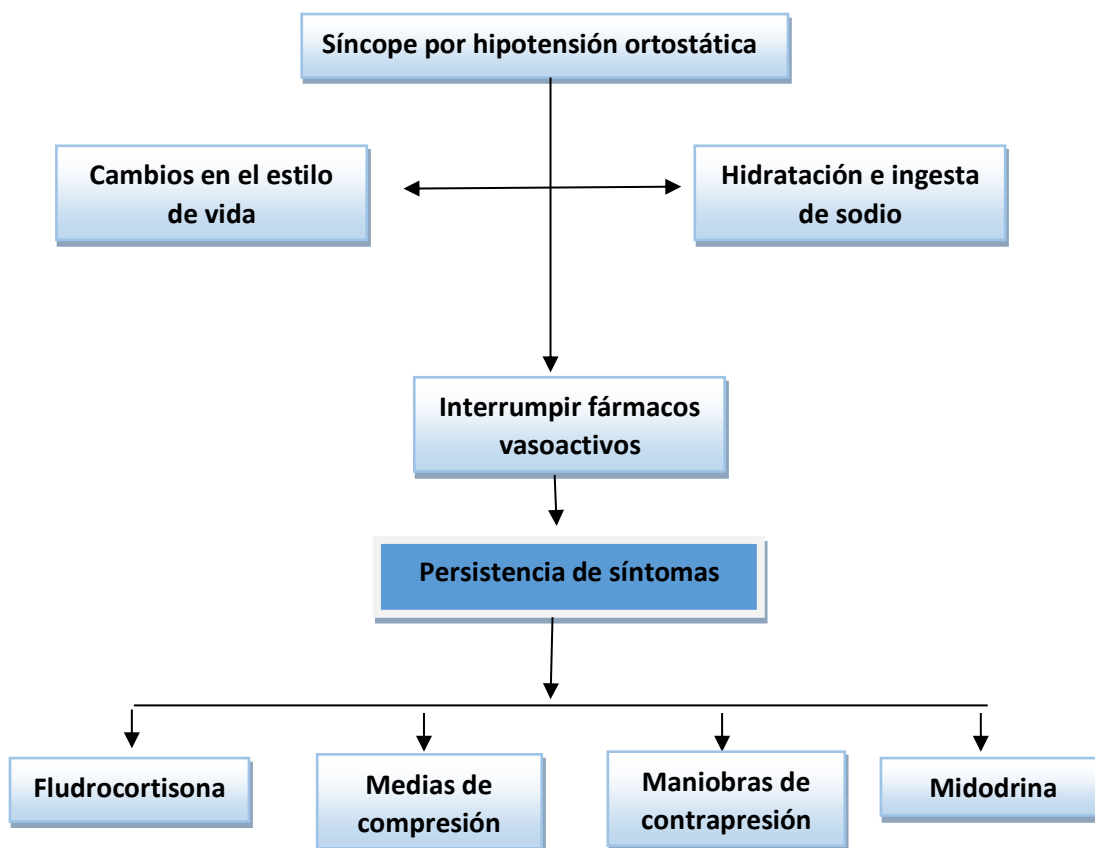 Síncope por hipotensión ortostática
Cambios en el estilo
de vida
Hidratación e ingesta
de sodio
Interrumpir fármacos
vasoactivos
Persistencia de síntomas
Fludrocortisona
Medias de
compresión
Maniobras de
contrapresión
Midodrina